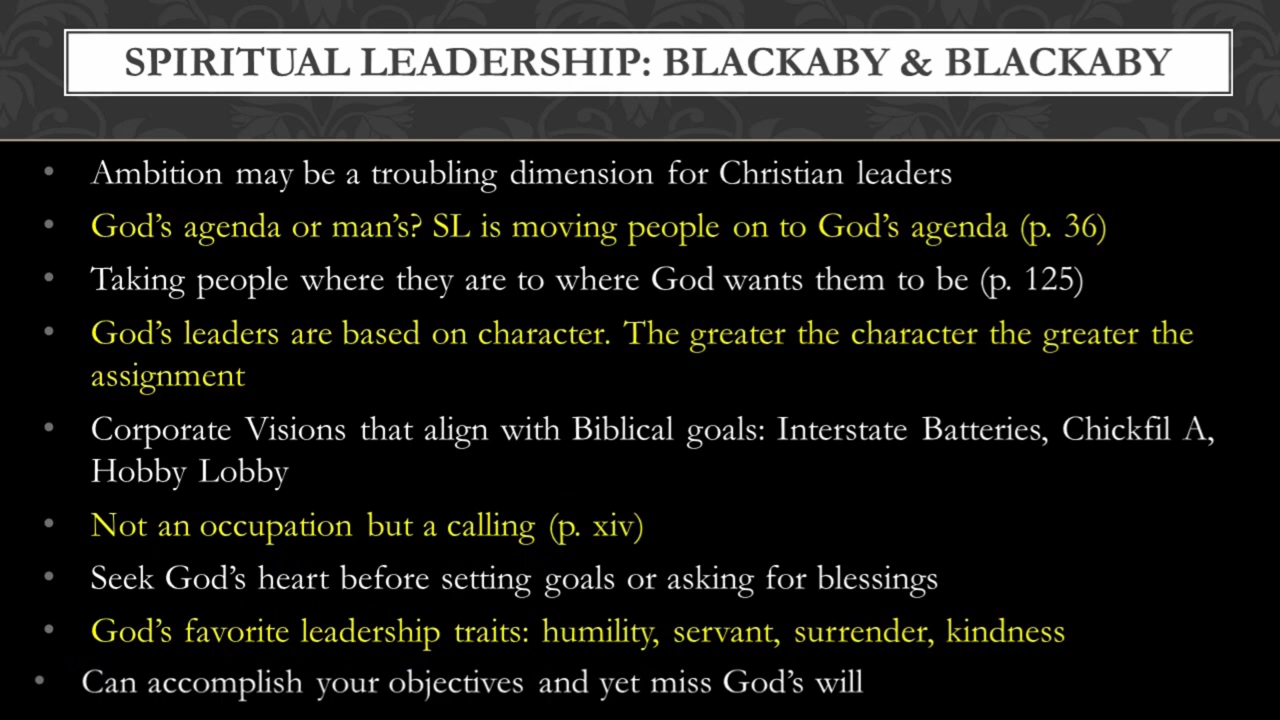 SPIRITUAL LEADERSHIP: BLACKABY & BLACKABY
• Ambition may be a troubling dimension for Christian leaders
• God's agenda or man's? SL is moving people on to God's agenda (p. 36)
• Taking people where they are to where God wants them to be (p. 125)
• God's leaders are based on character. The greater the character the greater the
assignment
• Corporate Visions that align with Biblical goals: Interstate Batteries, Chickfil A,
Hobby Lobby
• Not an occupation but a calling (p. xiv)
• Seek God's heart before setting goals or asking for blessings
• God's favorite leadership traits: humility, servant, surrender, kindness
• Can accomplish your objectives and yet miss God's will